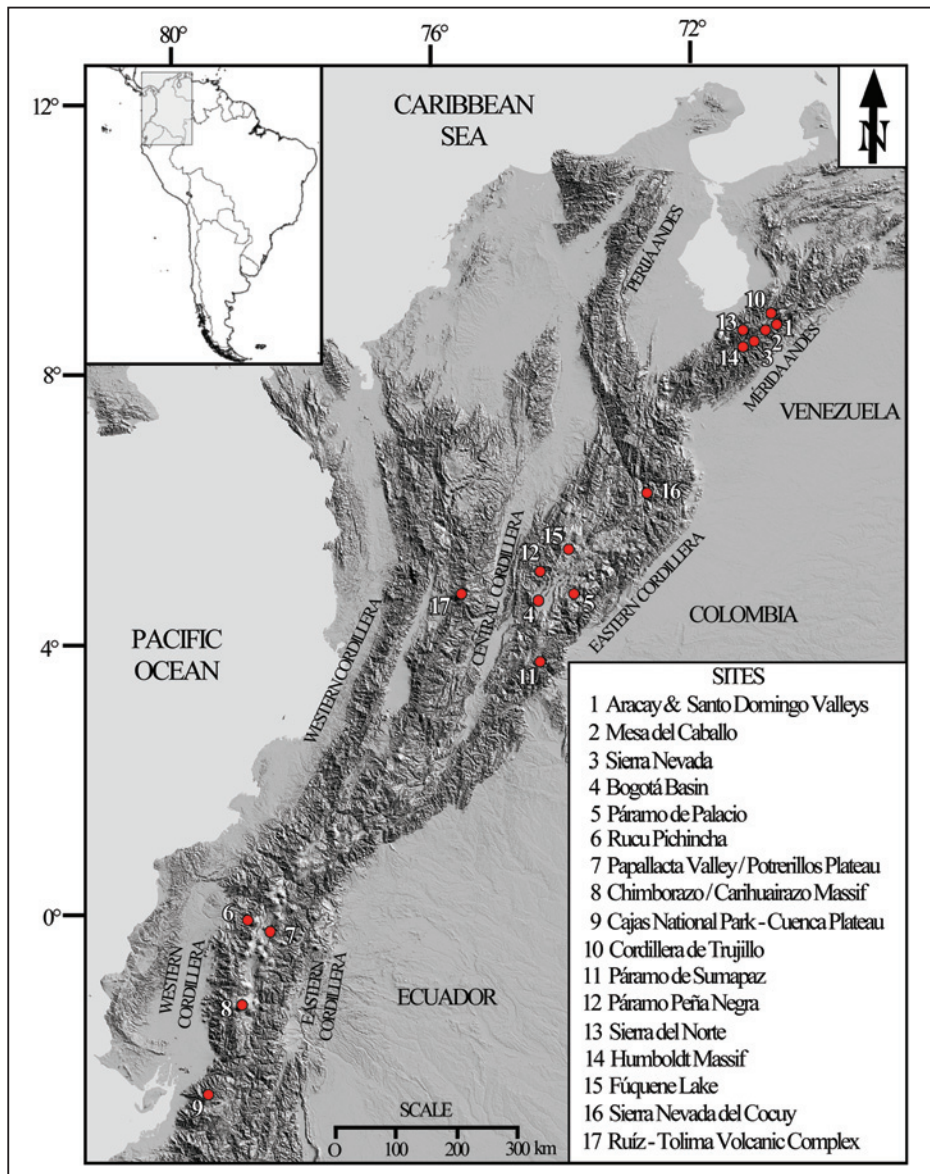 80°
76°
72°
12°
8°
4°
0°
N
CARIBBEAN
SEA
PERIJÁ ANDES
10
13
1
14
2
3
MÉRIDA ANDES
VENEZUELA
16
15
12
CENTRAL CORDILLERA
17
4
5
EASTERN CORDILLERA
COLOMBIA
WESTERN CORDILLERA
PACIFIC
OCEAN
11
6
7
WESTERN
CORDILLERA
EASTERN
CORDILLERA
8
ECUADOR
9
SCALE
0 100 200 300 km
SITES
1 Aracay & Santo Domingo Valleys
2 Mesa del Caballo
3 Sierra Nevada
4 Bogotá Basin
5 Páramo de Palacio
6 Rucu Pichincha
7 Papallacta Valley / Potrerillos Plateau
8 Chimborazo / Carihuairazo Massif
9 Cajas National Park - Cuenca Plateau
10 Cordillera de Trujillo
11 Páramo de Sumapaz
12 Páramo Peña Negra
13 Sierra del Norte
14 Humboldt Massif
15 Fúquene Lake
16 Sierra Nevada del Cocuy
17 Ruíz - Tolima Volcanic Complex